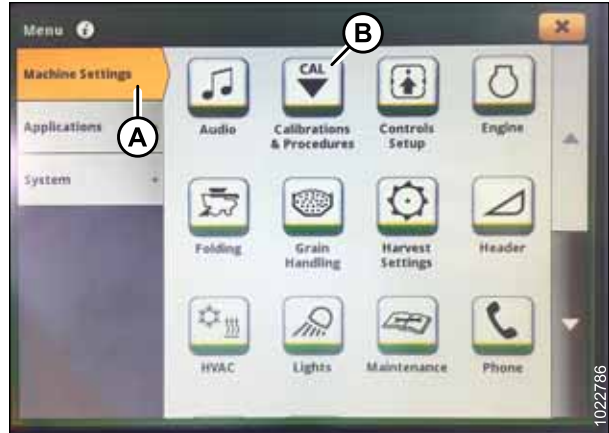 Menu i
B
Machine Settings
A
Applications
System
CAL
Audio
Calibrations
& Procedures
Controls
Setup
Engine
Folding
Grain
Handling
Harvest
Settings
Header
HVAC
Lights
Maintenance
Phone
1022786